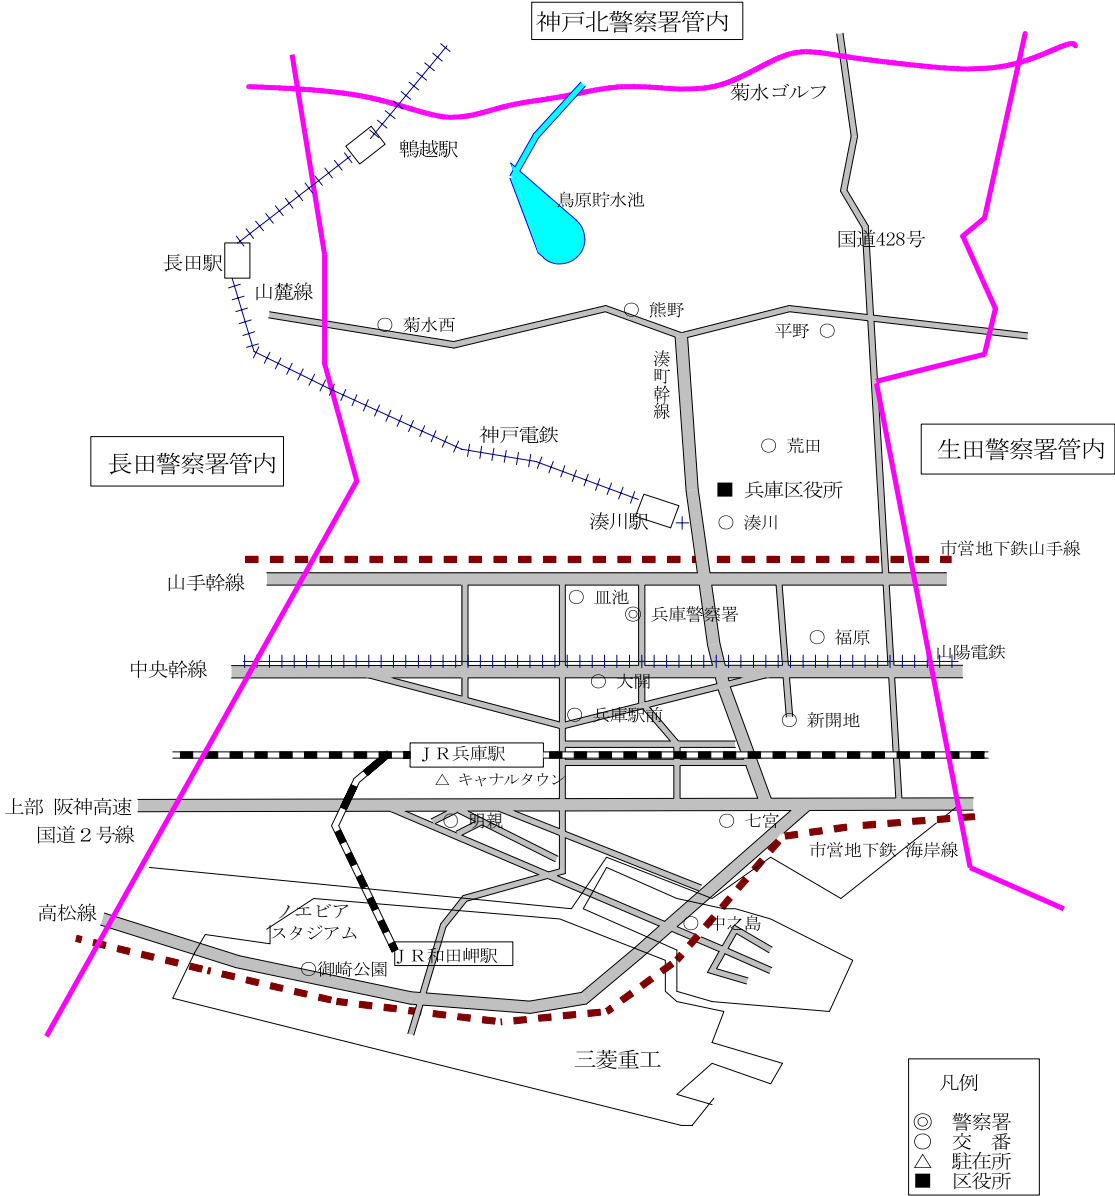 神戸北警察署管内
菊水ゴルフ
鵯越駅
烏原貯水池
国道428号
長田駅
山麓線
菊水西
熊野
平野
湊町幹線
神戸電鉄
荒田
長田警察署管内
生田警察署管内
兵庫区役所
湊川駅
湊川
市営地下鉄山手線
山手幹線
皿池
兵庫警察署
福原
山陽電鉄
中央幹線
大開
兵庫駅前
新開地
ＪＲ兵庫駅
△ キャナルタウン
上部 阪神高速
国道２号線
明親
七宮
市営地下鉄 海岸線
高松線
ノエビア
スタジアム
中之島
ＪＲ和田岬駅
御崎公園
三菱重工
凡例
◎ 警察署
○ 交　番
△ 駐在所
■ 区役所